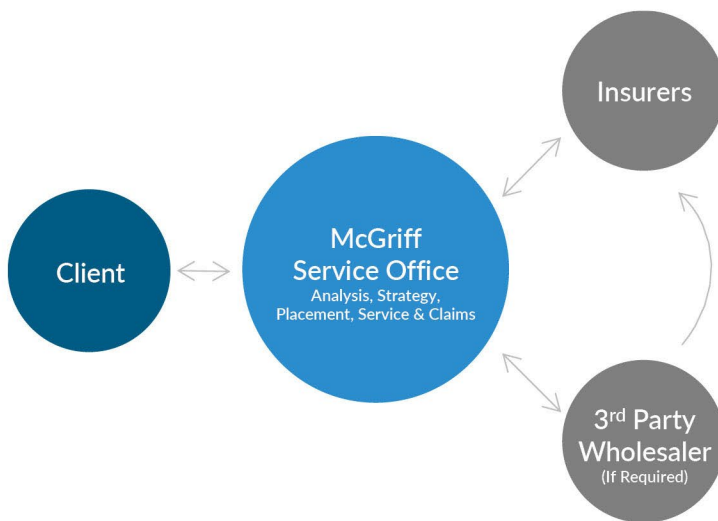 Insurers
McGriff
Service Office
Analysis, Strategy,
Placement, Service & Claims
Client
3rd Party
Wholesaler
(If Required)